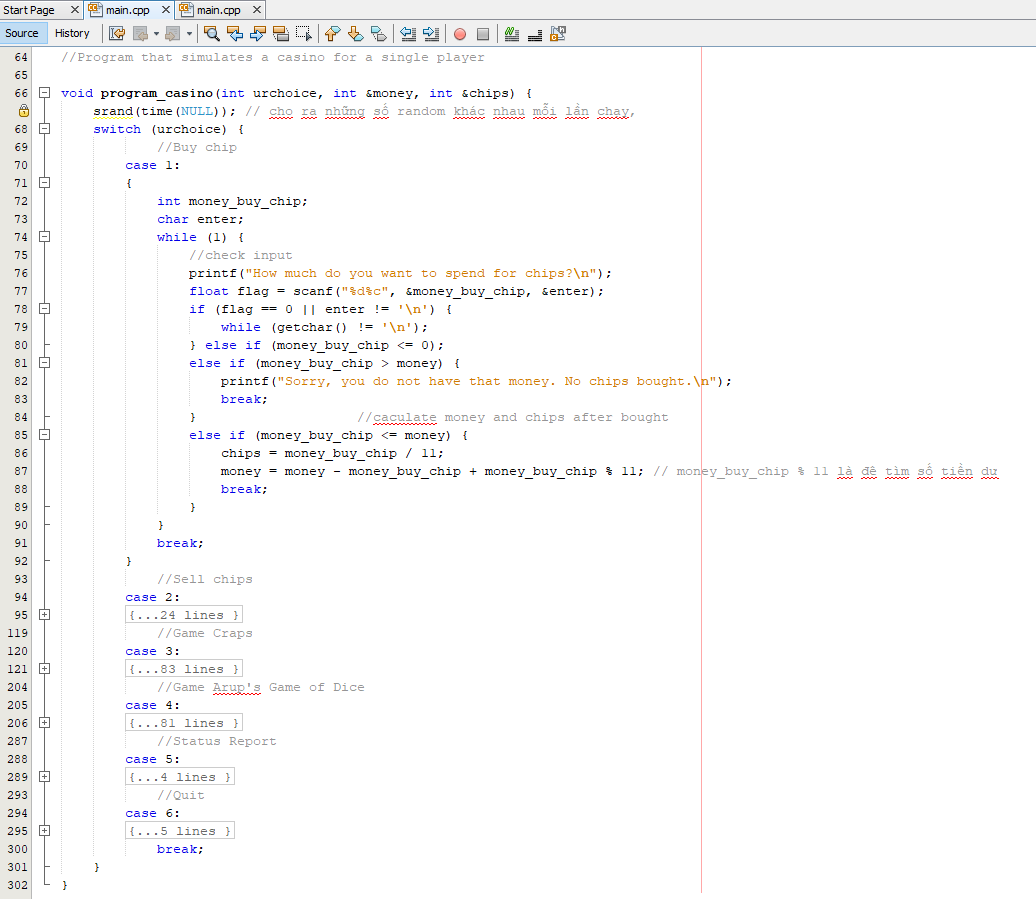 Start Page main.cpp main.cpp
Source History
64 //Program that simulates a casino for a single player
65
66 void program_casino(int urchoice, int &money, int &chips) {
srand(time(NULL)); // cho ra những số random khác nhau mỗi lần chạy,
68 switch (urchoice) {
69 //Buy chip
70 case 1:
71 {
72 int money_buy_chip;
73 char enter;
74 while (1) {
75 //check input
76 printf("How much do you want to spend for chips?\n");
77 float flag = scanf("%d%c", &money_buy_chip, &enter);
78 if (flag == 0 || enter != '\n') {
79 while (getchar() != '\n');
80 } else if (money_buy_chip <= 0);
81 else if (money_buy_chip > money) {
82 printf("Sorry, you do not have that money. No chips bought.\n");
83 break;
84 } //caculate money and chips after bought
85 else if (money_buy_chip <= money) {
86 chips = money_buy_chip / 11;
87 money = money - money_buy_chip + money_buy_chip % 11; // money_buy_chip % 11 là để tìm số tiền dư
88 break;
89 }
90 }
91 break;
92 }
93 //Sell chips
94 case 2:
95 {...24 lines }
119 //Game Craps
120 case 3:
121 {...83 lines }
204 //Game Arup's Game of Dice
205 case 4:
206 {...81 lines }
287 //Status Report
288 case 5:
289 {...4 lines }
293 //Quit
294 case 6:
295 {...5 lines }
300 break;
301 }
302 }